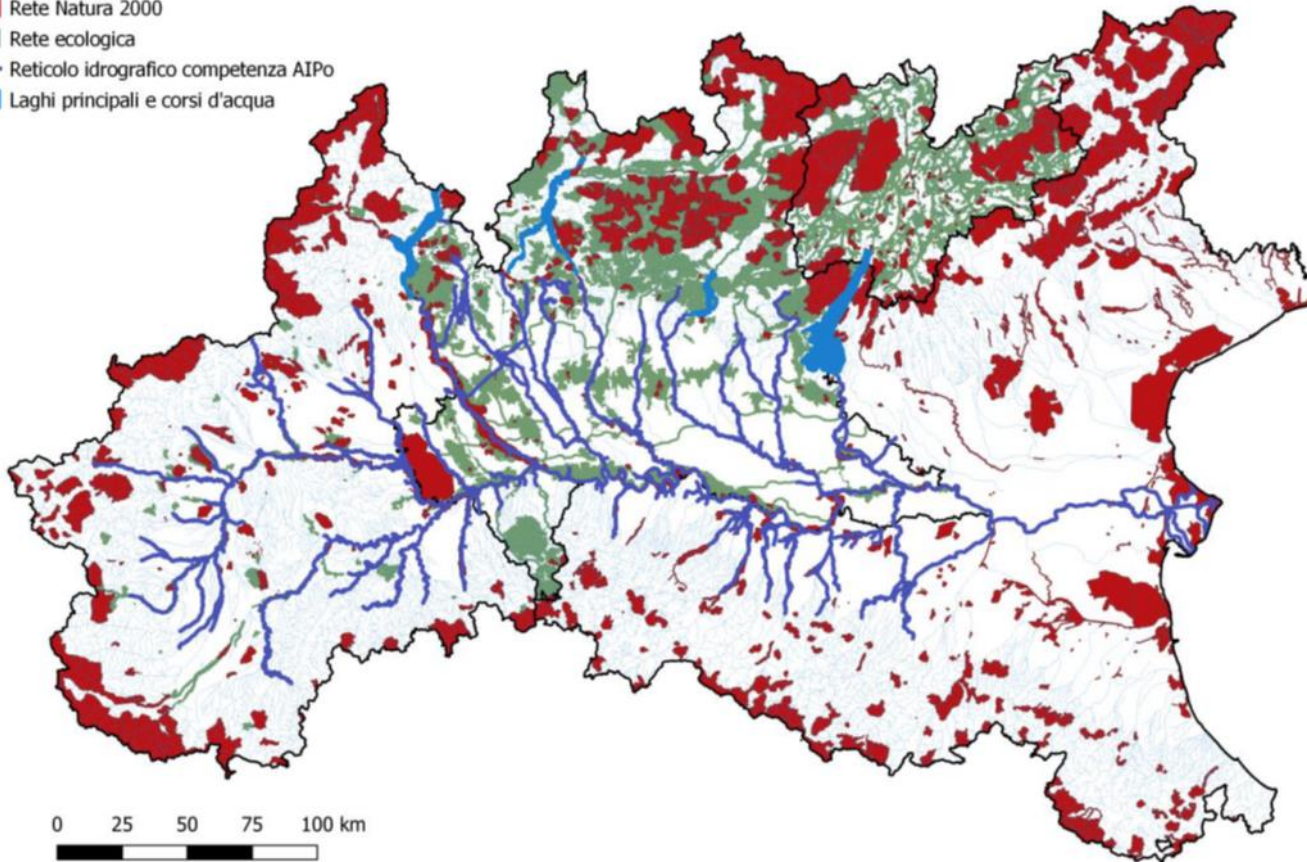 Rete Natura 2000
Rete ecologica
Reticolo idrografico competenza AIPo
Laghi principali e corsi d'acqua
0 25 50 75 100 km